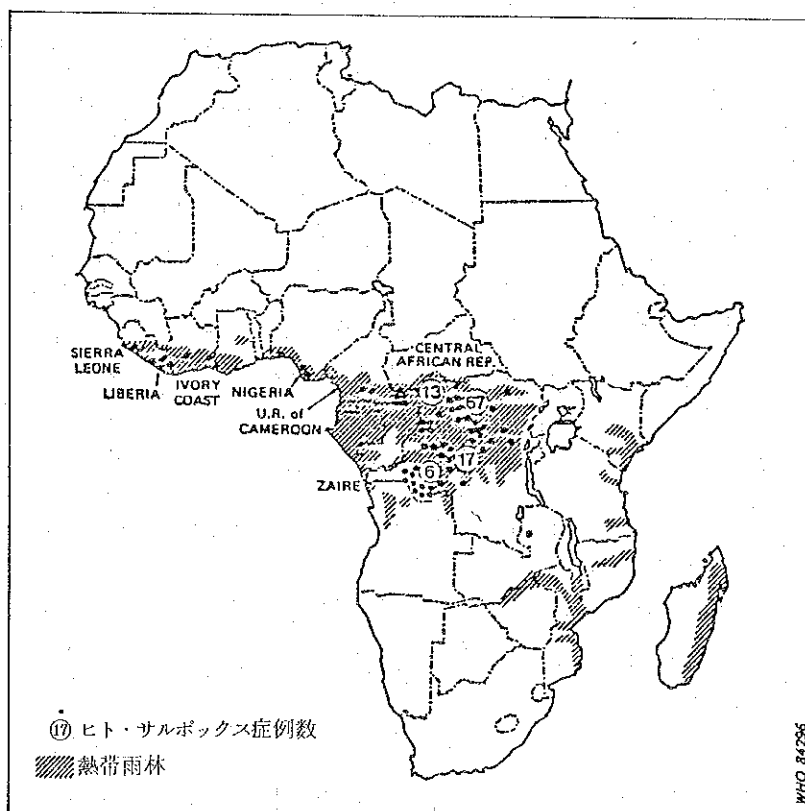 SIERRA
LEONE
LIBERIA
IVORY
COAST
NIGERIA
U.R. of
CAMEROON
CENTRAL
AFRICAN REP.
13
67
17
6
ZAIRE
⑰ ヒト・サルボックス症例数
熱帯雨林
WHO 84296